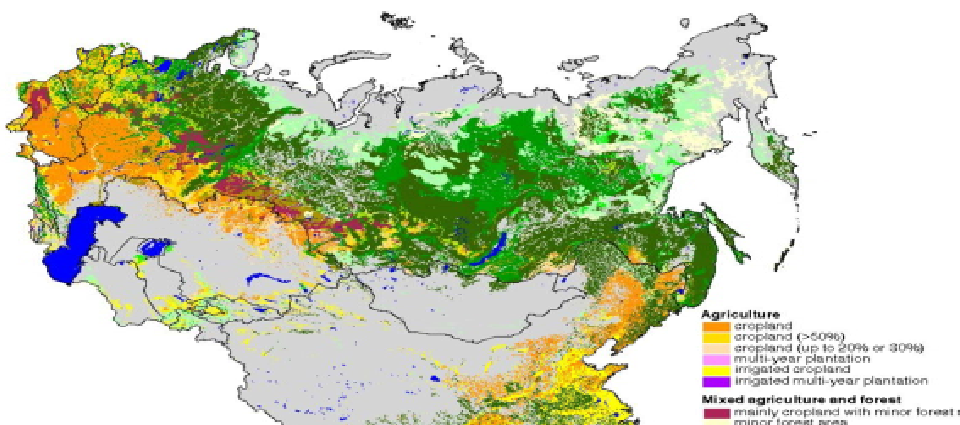 Agriculture
cropland
cropland (>50%)
cropland (up to 20% or 30%)
multi-year plantation
irrigated cropland
irrigated multi-year plantation
Mixed agriculture and forest
mainly cropland with minor forest
minor forest area